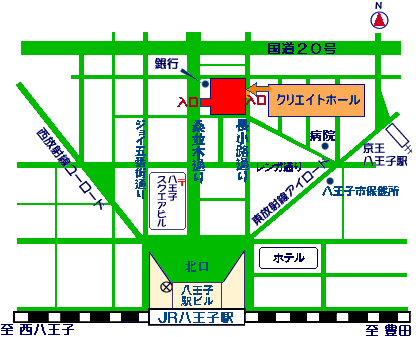 N
国道20号
銀行
入口
入口
クリエイトホール
西放射線ユーロード
ジョイ五番街通り
桑並木通り
長小路通り
病院
京王
八王子駅
レンガ通り
東放射線アイロード
八王子市保健所
八王子
スクエアビル
〒
北口
ホテル
八王子
駅ビル
JR八王子駅
至 西八王子
至 豊田